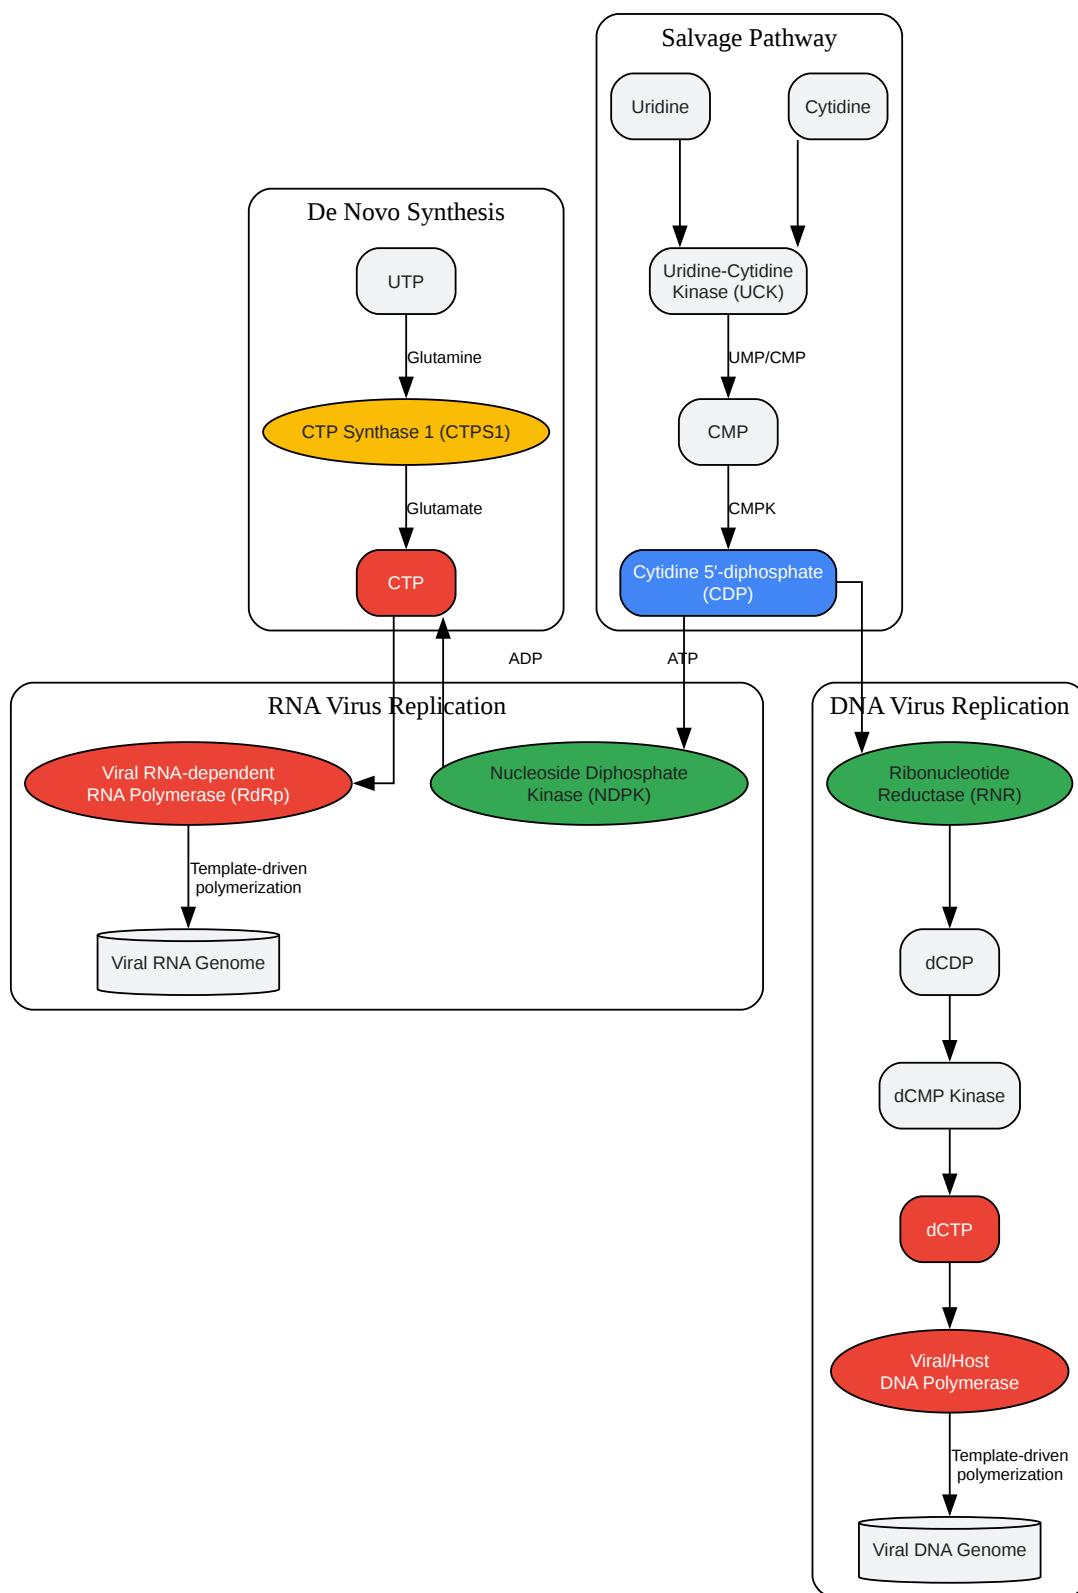 Salvage Pathway
Uridine
Cytidine
De Novo Synthesis
UTP
Uridine-Cytidine
Kinase (UCK)
Glutamine
UMP/CMP
CTP Synthase 1 (CTPS1)
CMP
Glutamate
CMPK
CTP
Cytidine 5'-diphosphate
(CDP)
ADP
ATP
RNA Virus Replication
DNA Virus Replication
Viral RNA-dependent
RNA Polymerase (RdRp)
Nucleoside Diphosphate
Kinase (NDPK)
Ribonucleotide
Reductase (RNR)
Template-driven
polymerization
Viral RNA Genome
dCDP
dCMP Kinase
dCTP
Viral/Host
DNA Polymerase
Template-driven
polymerization
Viral DNA Genome